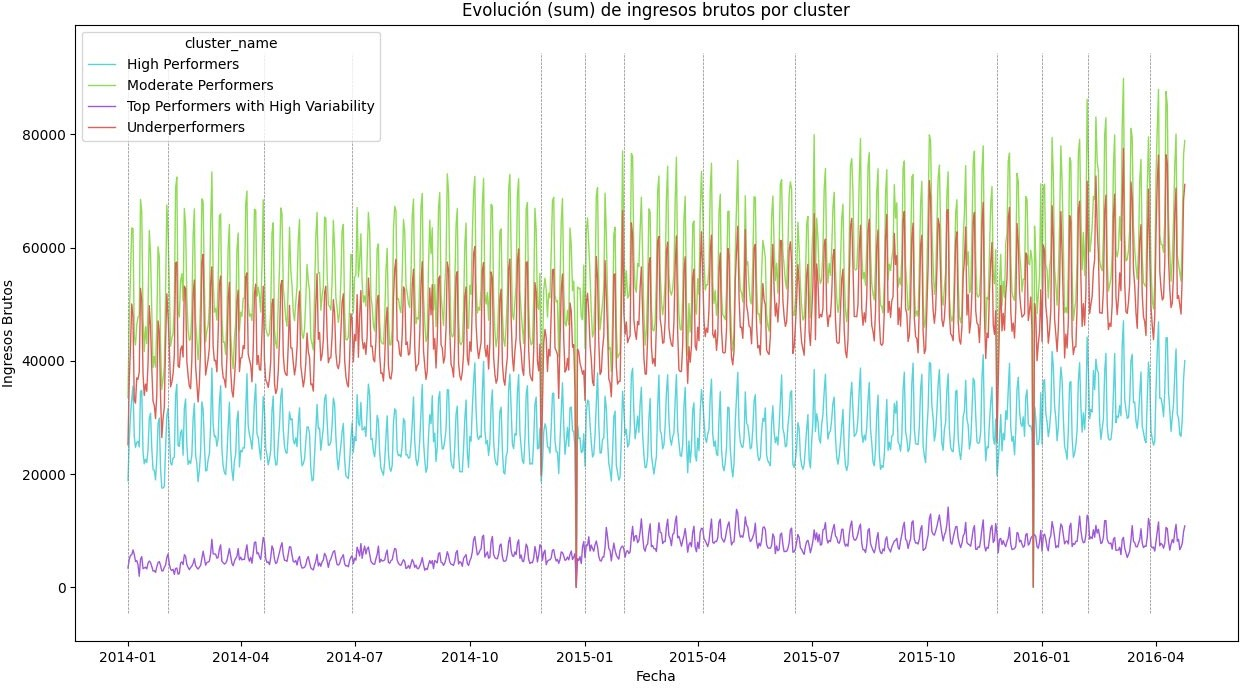 Evolución (sum) de ingresos brutos por cluster
cluster_name
High Performers
Moderate Performers
Top Performers with High Variability
Underperformers
Ingresos Brutos
80000
60000
40000
20000
0
2014-01
2014-04
2014-07
2014-10
2015-01
2015-04
2015-07
2015-10
2016-01
2016-04
Fecha